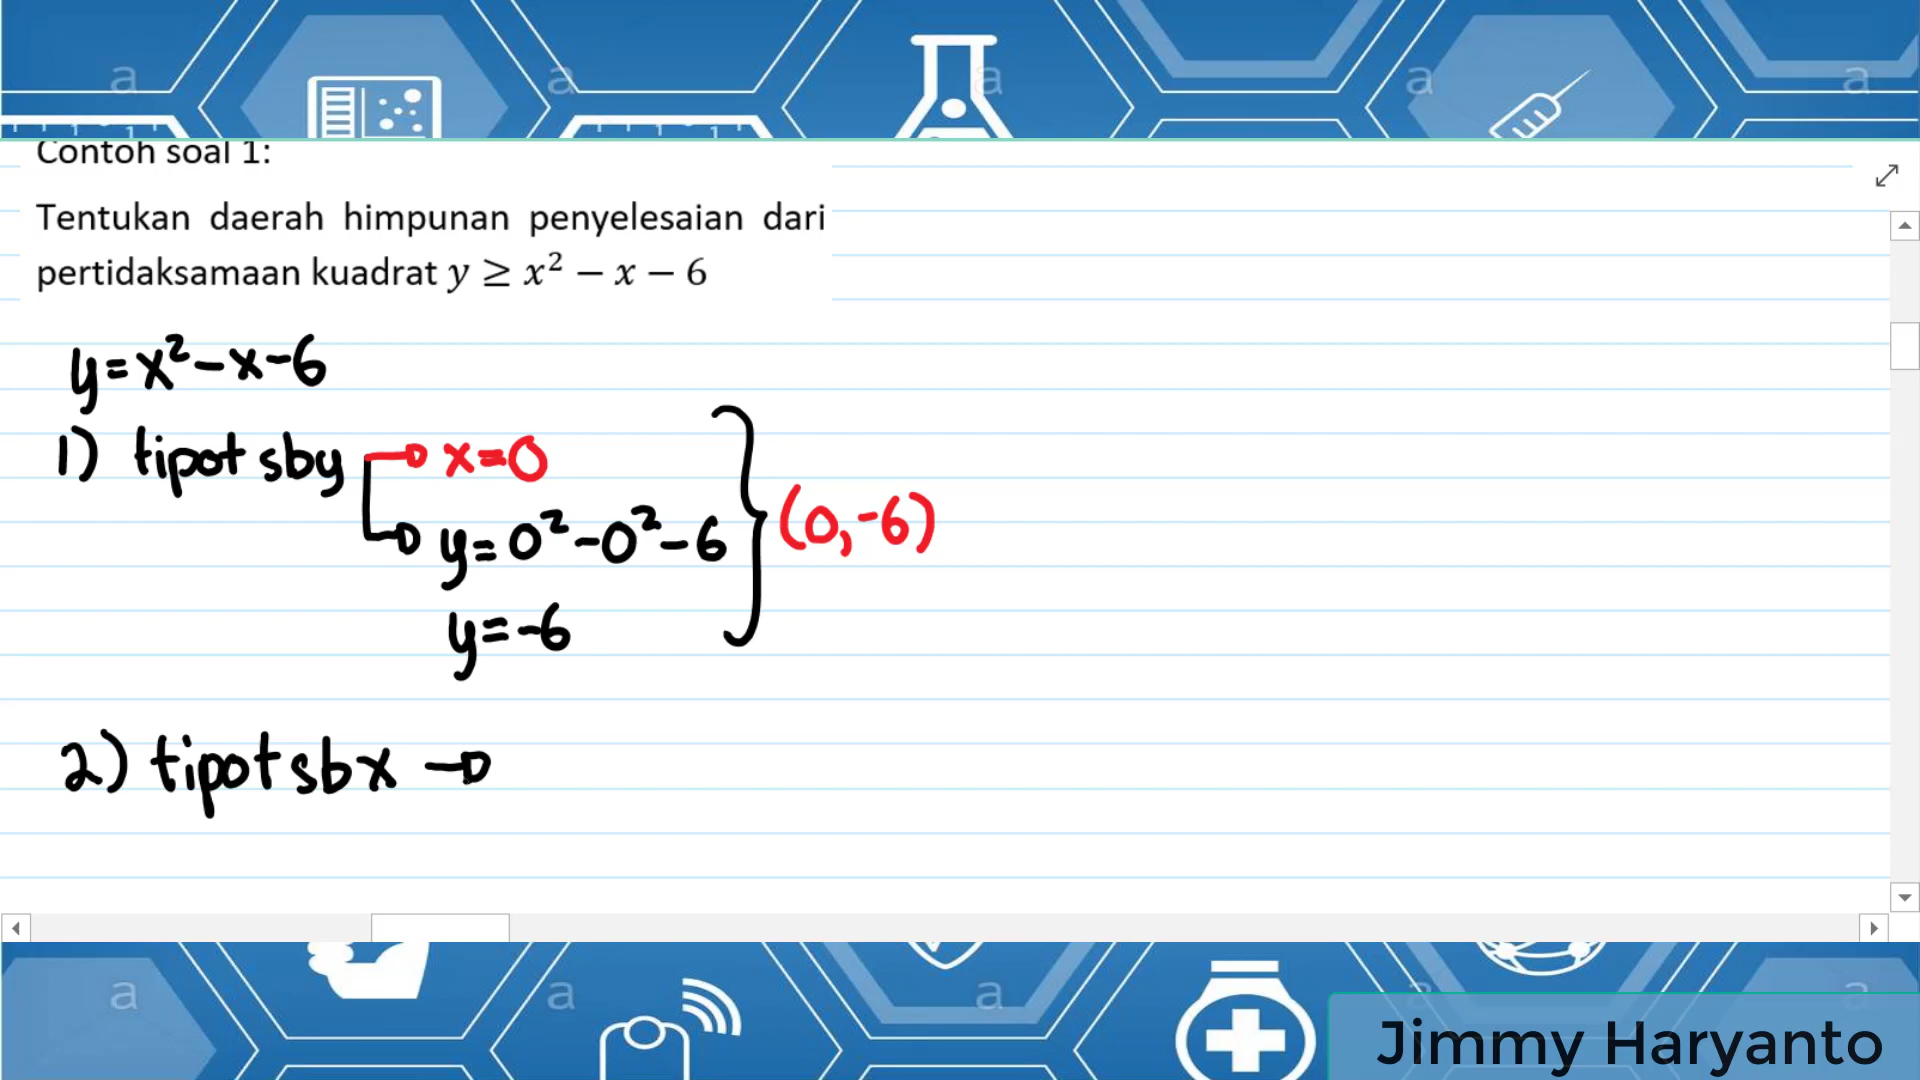 Contoh soal 1:
Tentukan daerah himpunan penyelesaian dari
pertidaksamaan kuadrat y ≥ x² − x − 6
y=x²-x-6
1) tipot sby → x=0
→ y=0²-0²-6
(0,-6)
y=-6
2) tipot sbx →
Jimmy Haryanto
a
a
a
a
a
a
a
a
a
a